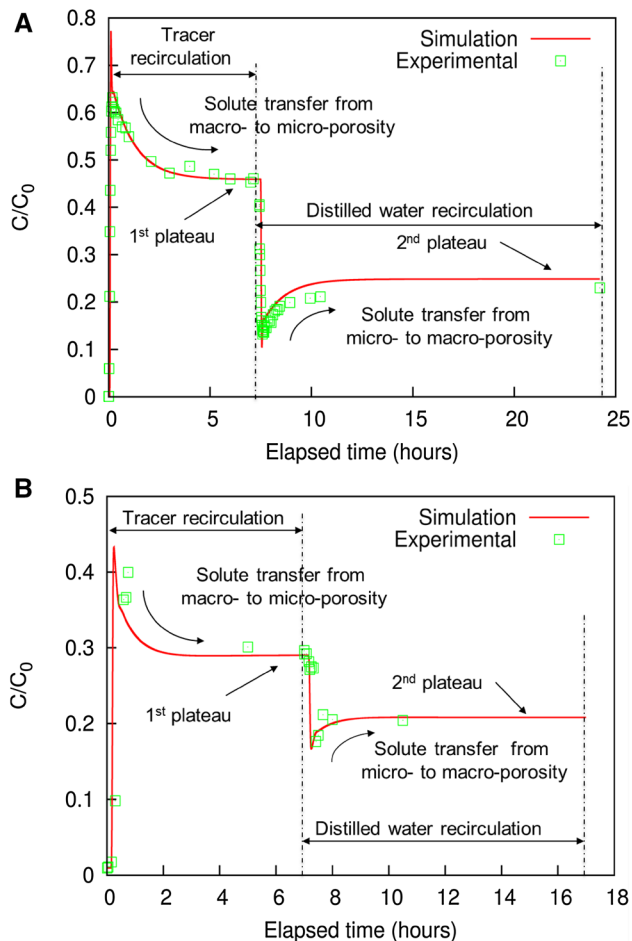 A
Tracer
recirculation
Simulation
Experimental
Solute transfer from
macro- to micro-porosity
1st plateau
Distilled water recirculation
2nd plateau
Solute transfer from
micro- to macro-porosity
C/C0
0.8
0.7
0.6
0.5
0.4
0.3
0.2
0.1
0
0 5 10 15 20 25
Elapsed time (hours)
B
Tracer recirculation
Simulation
Experimental
Solute transfer from
macro- to micro-porosity
1st plateau
2nd plateau
Solute transfer from
micro- to macro-porosity
Distilled water recirculation
C/C0
0.5
0.4
0.3
0.2
0.1
0
0 2 4 6 8 10 12 14 16 18
Elapsed time (hours)